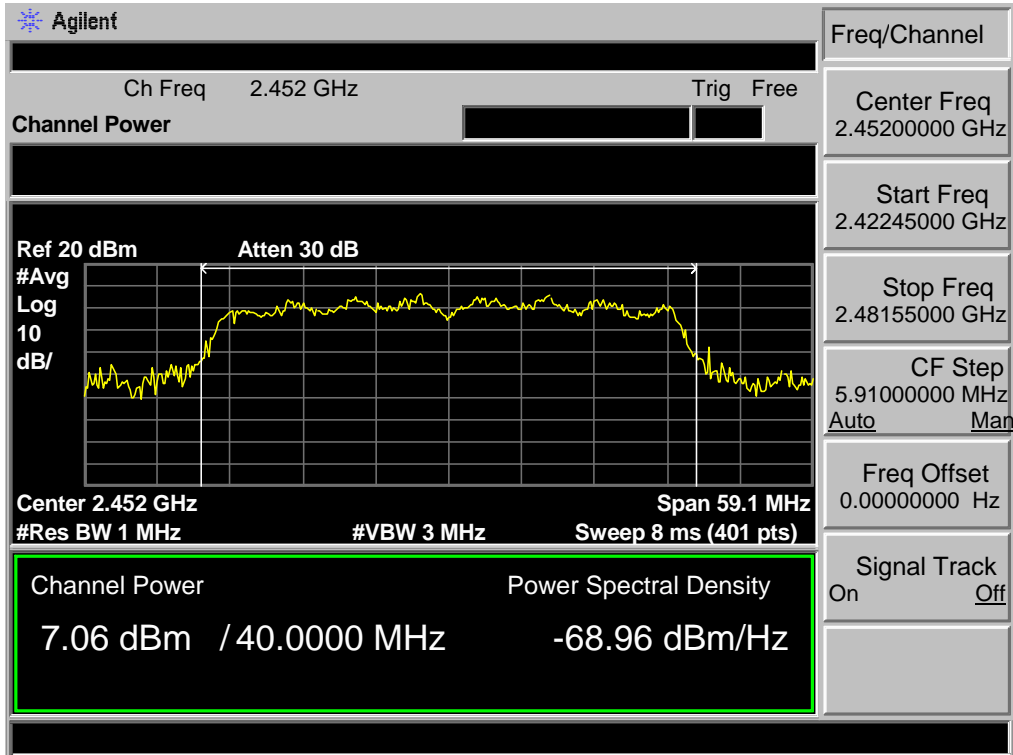 Agilent
Freq/Channel
Ch Freq 2.452 GHz Trig Free
Channel Power
Center Freq
2.45200000 GHz
Start Freq
2.42245000 GHz
Ref 20 dBm Atten 30 dB
#Avg
Log
10
dB/
Stop Freq
2.48155000 GHz
CF Step
5.91000000 MHz
Auto Man
Freq Offset
0.00000000 Hz
Center 2.452 GHz Span 59.1 MHz
#Res BW 1 MHz #VBW 3 MHz Sweep 8 ms (401 pts)
Signal Track
On Off
Channel Power Power Spectral Density
7.06 dBm / 40.0000 MHz -68.96 dBm/Hz